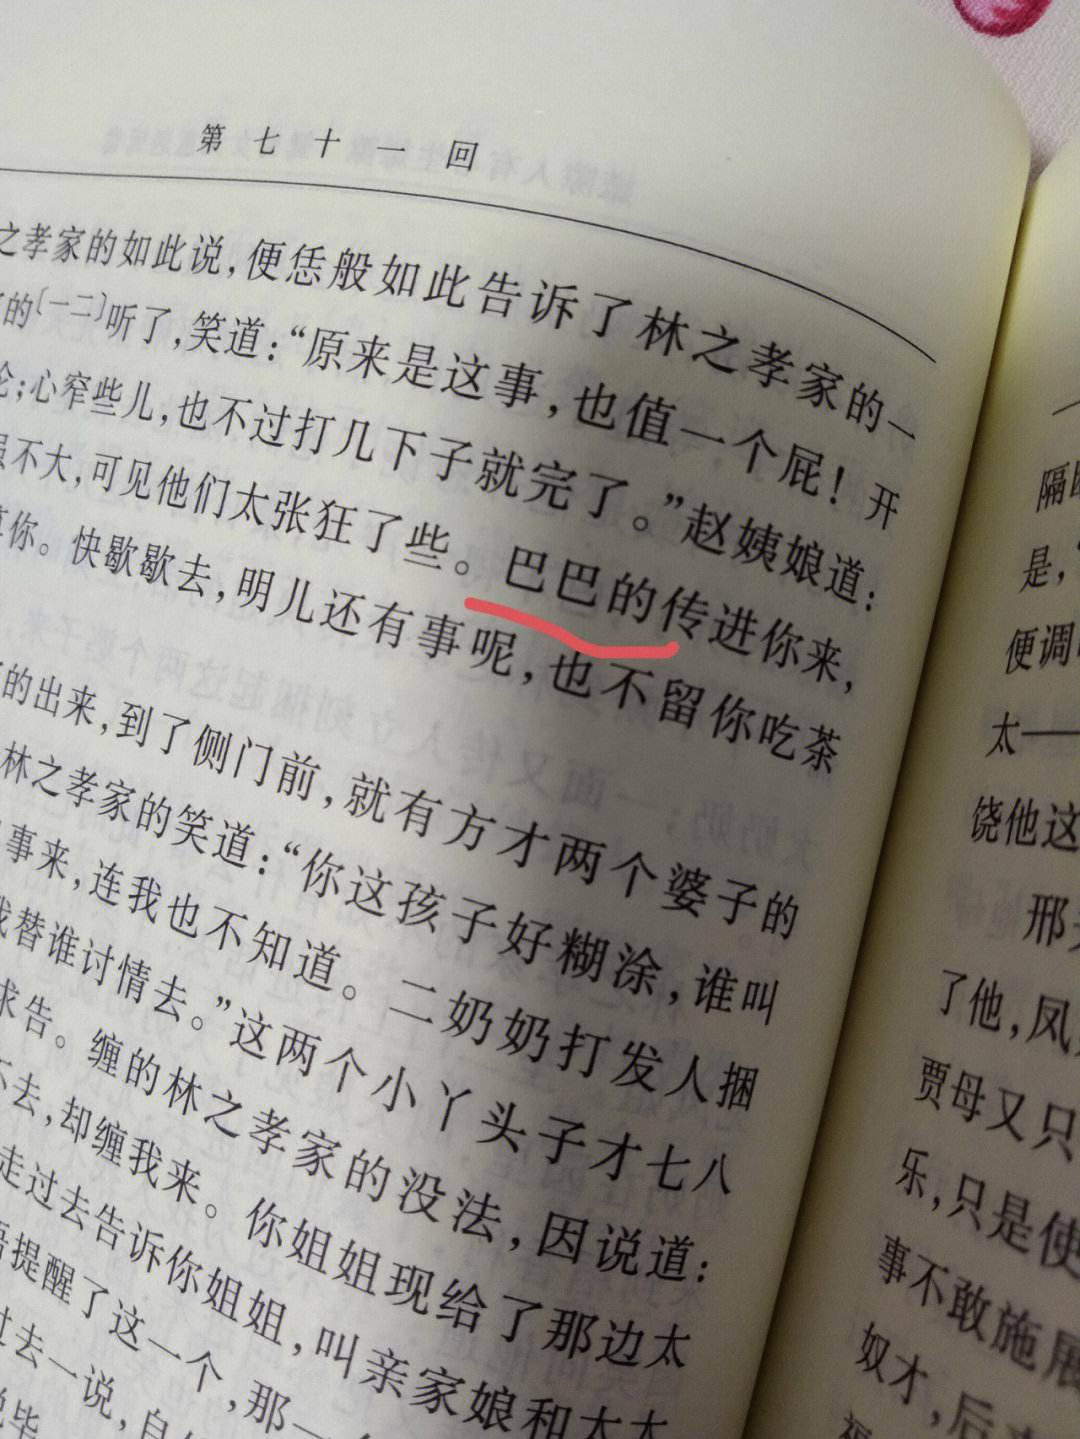 第七十一回
之孝家的如此说，便恁般如此告诉了林之孝家的一
的〔一二〕听了，笑道：“原来是这事，也值一个屁！开
心窄些儿，也不过打几下子就完了。”赵姨娘道：
不大，可见他们太张狂了些。巴巴的传进你来，
你。快歇歇去，明儿还有事呢，也不留你吃茶
的出来，到了侧门前，就有方才两个婆子的
林之孝家的笑道：“你这孩子好糊涂，谁叫
事来，连我也不知道。二奶奶打发人捆
替谁讨情去。”这两个小丫头子才七八
求告。缠的林之孝家的没法，因说道：
去，却缠我来。你姐姐现给了那边太
走过去告诉你姐姐，叫亲家娘和太太
提醒了这一个，那一
过去一说，自
说毕
隔
是，
便调
太——
饶他这
邢
了他，凤
贾母又只
乐，只是使
事不敢施展
奴才，后